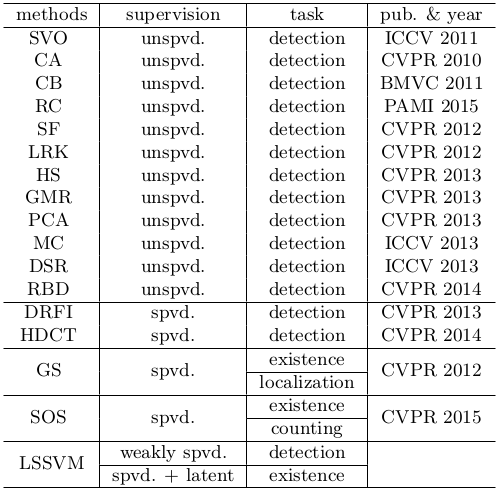 methods supervision task pub. & year
SVO unspvd. detection ICCV 2011
CA unspvd. detection CVPR 2010
CB unspvd. detection BMVC 2011
RC unspvd. detection PAMI 2015
SF unspvd. detection CVPR 2012
LRK unspvd. detection CVPR 2012
HS unspvd. detection CVPR 2013
GMR unspvd. detection CVPR 2013
PCA unspvd. detection CVPR 2013
MC unspvd. detection ICCV 2013
DSR unspvd. detection ICCV 2013
RBD unspvd. detection CVPR 2014
DRFI spvd. detection CVPR 2013
HDCT spvd. detection CVPR 2014
GS spvd. existence CVPR 2012
localization
SOS spvd. existence CVPR 2015
counting
LSSVM weakly spvd. detection
spvd. + latent existence